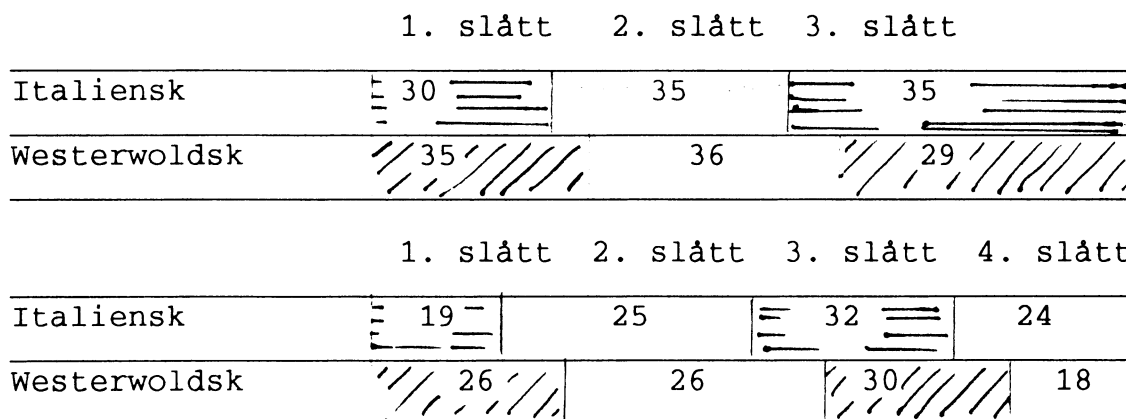 1. slått 2. slått 3. slått
Italiensk 30 35 35
Westerwoldsk 35 36 29
1. slått 2. slått 3. slått 4. slått
Italiensk 19 25 32 24
Westerwoldsk 26 26 30 18